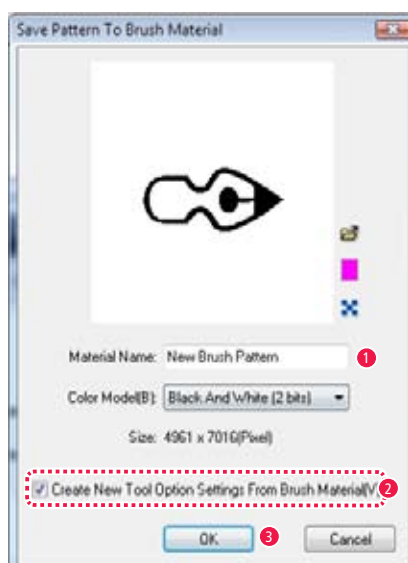 Save Pattern To Brush Material
Material Name: New Brush Pattern 1
Color Model(B): Black And White (2 bits)
Size: 4961 x 7016(Pixel)
Create New Tool Option Settings From Brush Material(V) 2
OK 3 Cancel